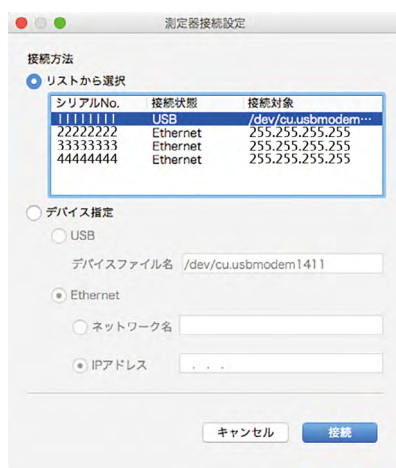 測定器接続設定
接続方法
リストから選択
シリアルNo. 接続状態 接続対象
11111111 USB /dev/cu.usbmodem…
22222222 Ethernet 255.255.255.255
33333333 Ethernet 255.255.255.255
44444444 Ethernet 255.255.255.255
デバイス指定
USB
デバイスファイル名 /dev/cu.usbmodem1411
Ethernet
ネットワーク名
IPアドレス . . .
キャンセル 接続